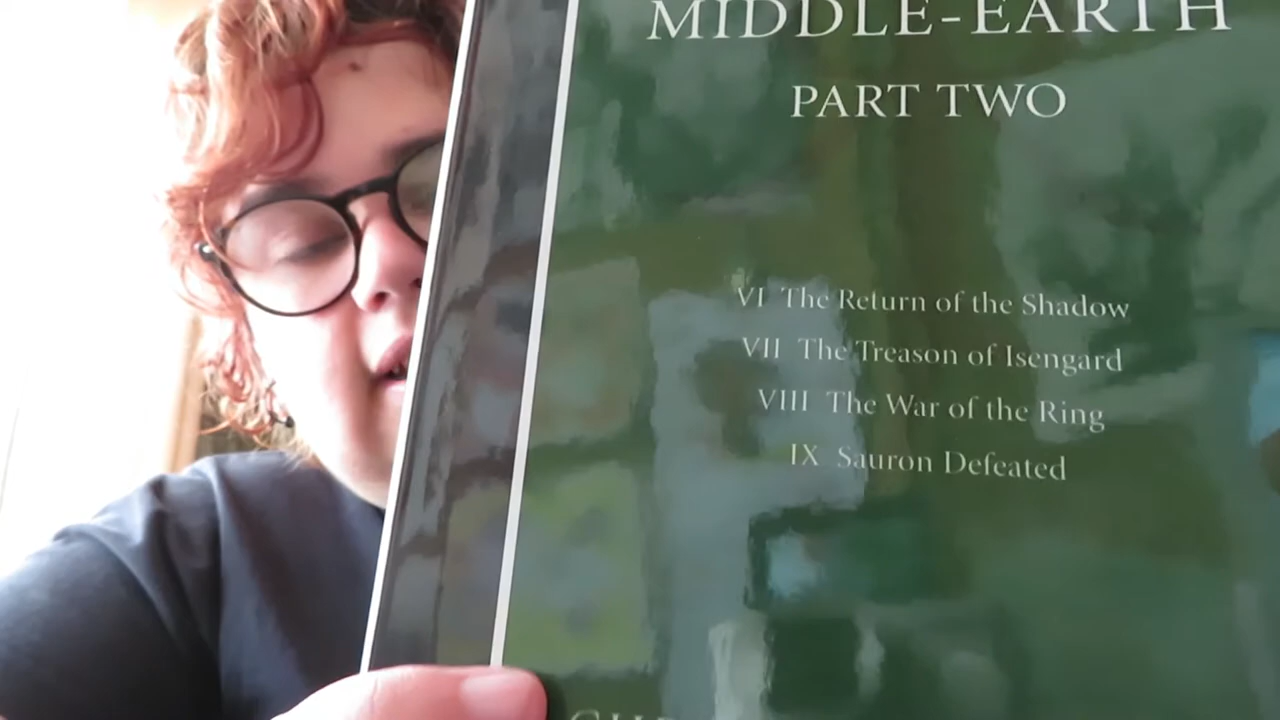 MIDDLE-EARTH
PART TWO
VI The Return of the Shadow
VII The Treason of Isengard
VIII The War of the Ring
IX Sauron Defeated